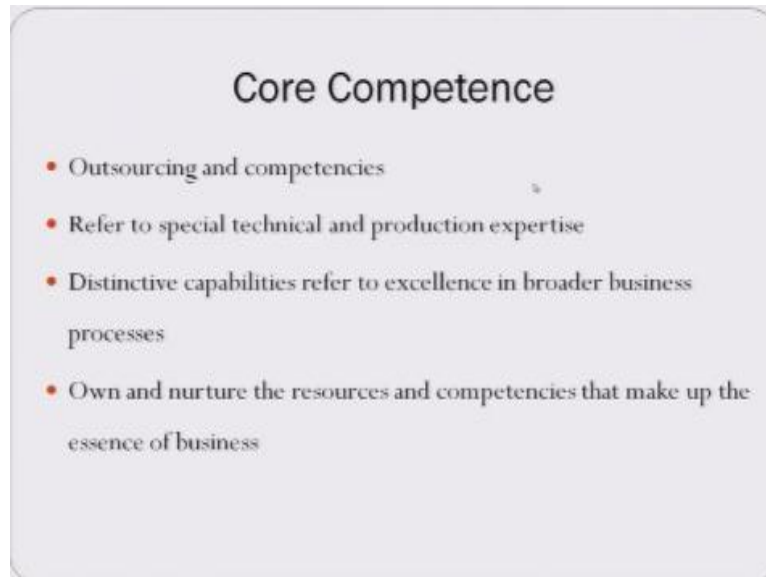 Core Competence
• Outsourcing and competencies
• Refer to special technical and production expertise
• Distinctive capabilities refer to excellence in broader business
processes
• Own and nurture the resources and competencies that make up the
essence of business